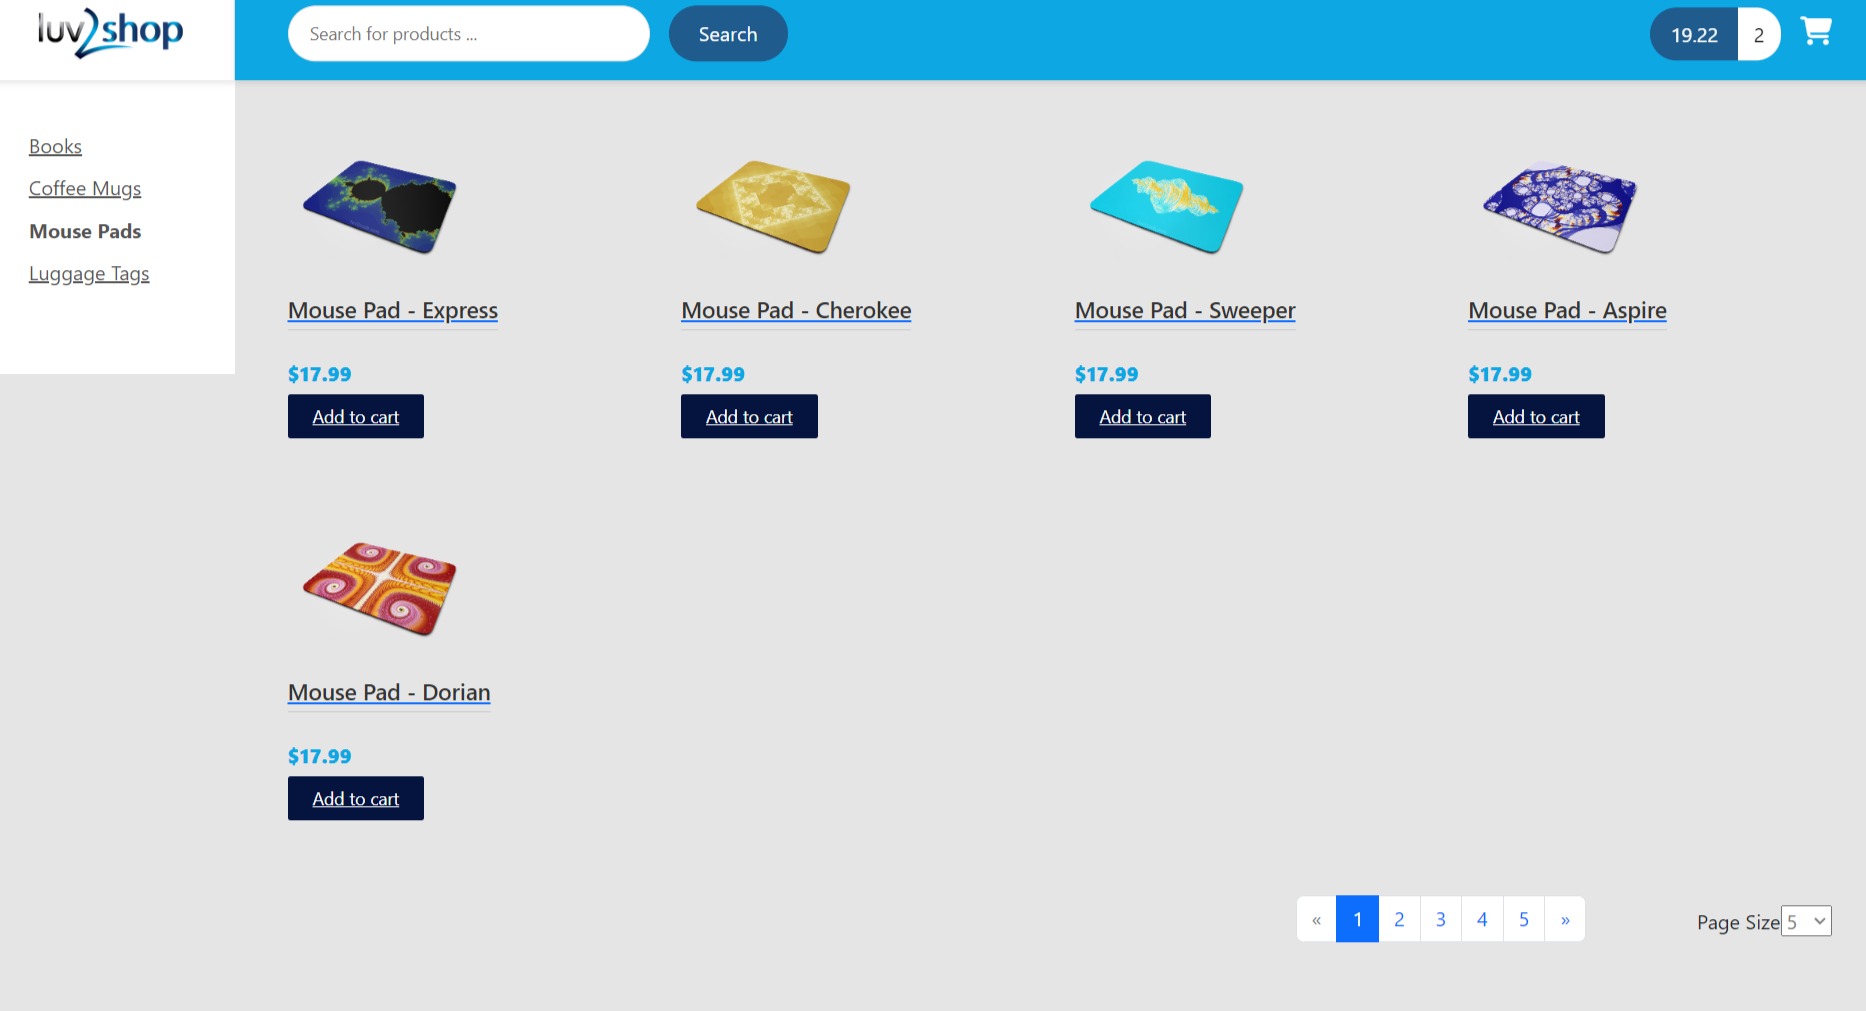 luv2shop
Search for products ...
Search
19.22
2
Books
Coffee Mugs
Mouse Pads
Luggage Tags
Mouse Pad - Express
$17.99
Add to cart
Mouse Pad - Cherokee
$17.99
Add to cart
Mouse Pad - Sweeper
$17.99
Add to cart
Mouse Pad - Aspire
$17.99
Add to cart
Mouse Pad - Dorian
$17.99
Add to cart
« 1 2 3 4 5 »
Page Size 5